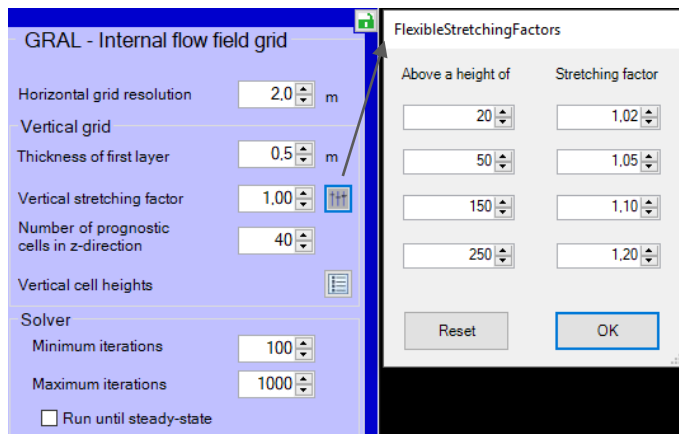 GRAL - Internal flow field grid
Horizontal grid resolution 2,0 m
Vertical grid
Thickness of first layer 0,5 m
Vertical stretching factor 1,00
Number of prognostic
cells in z-direction 40
Vertical cell heights
Solver
Minimum iterations 100
Maximum iterations 1000
Run until steady-state
FlexibleStretchingFactors
Above a height of Stretching factor
20 1,02
50 1,05
150 1,10
250 1,20
Reset OK